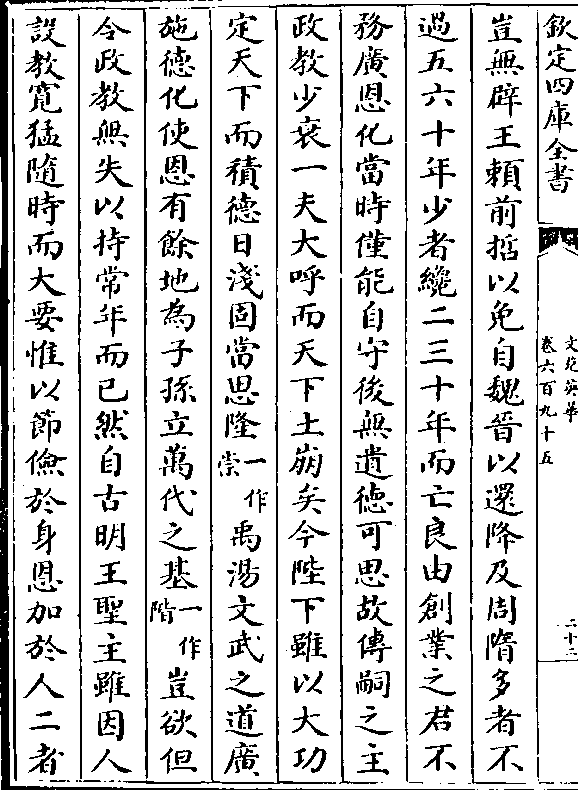 欽定四庫全書
文苑英華
卷六百九十五
二十二
豈無辟王賴前哲以免自魏晉以還降及周隋多者不
過五六十年少者纔二三十年而亡良由創業之君不
務廣恩化當時僅能自守後無遺德可思故傳嗣之主
政教少衰一夫大呼而天下土崩矣今陛下雖以大功
定天下而積德日淺固當思隆一作崇禹湯文武之道廣
施德化使恩有餘地為子孫立萬代之基一作階豈欲但
令政教無失以持常年而已然自古明王聖主雖因人
設教寬猛隨時而大要惟以節儉於身恩加於人二者